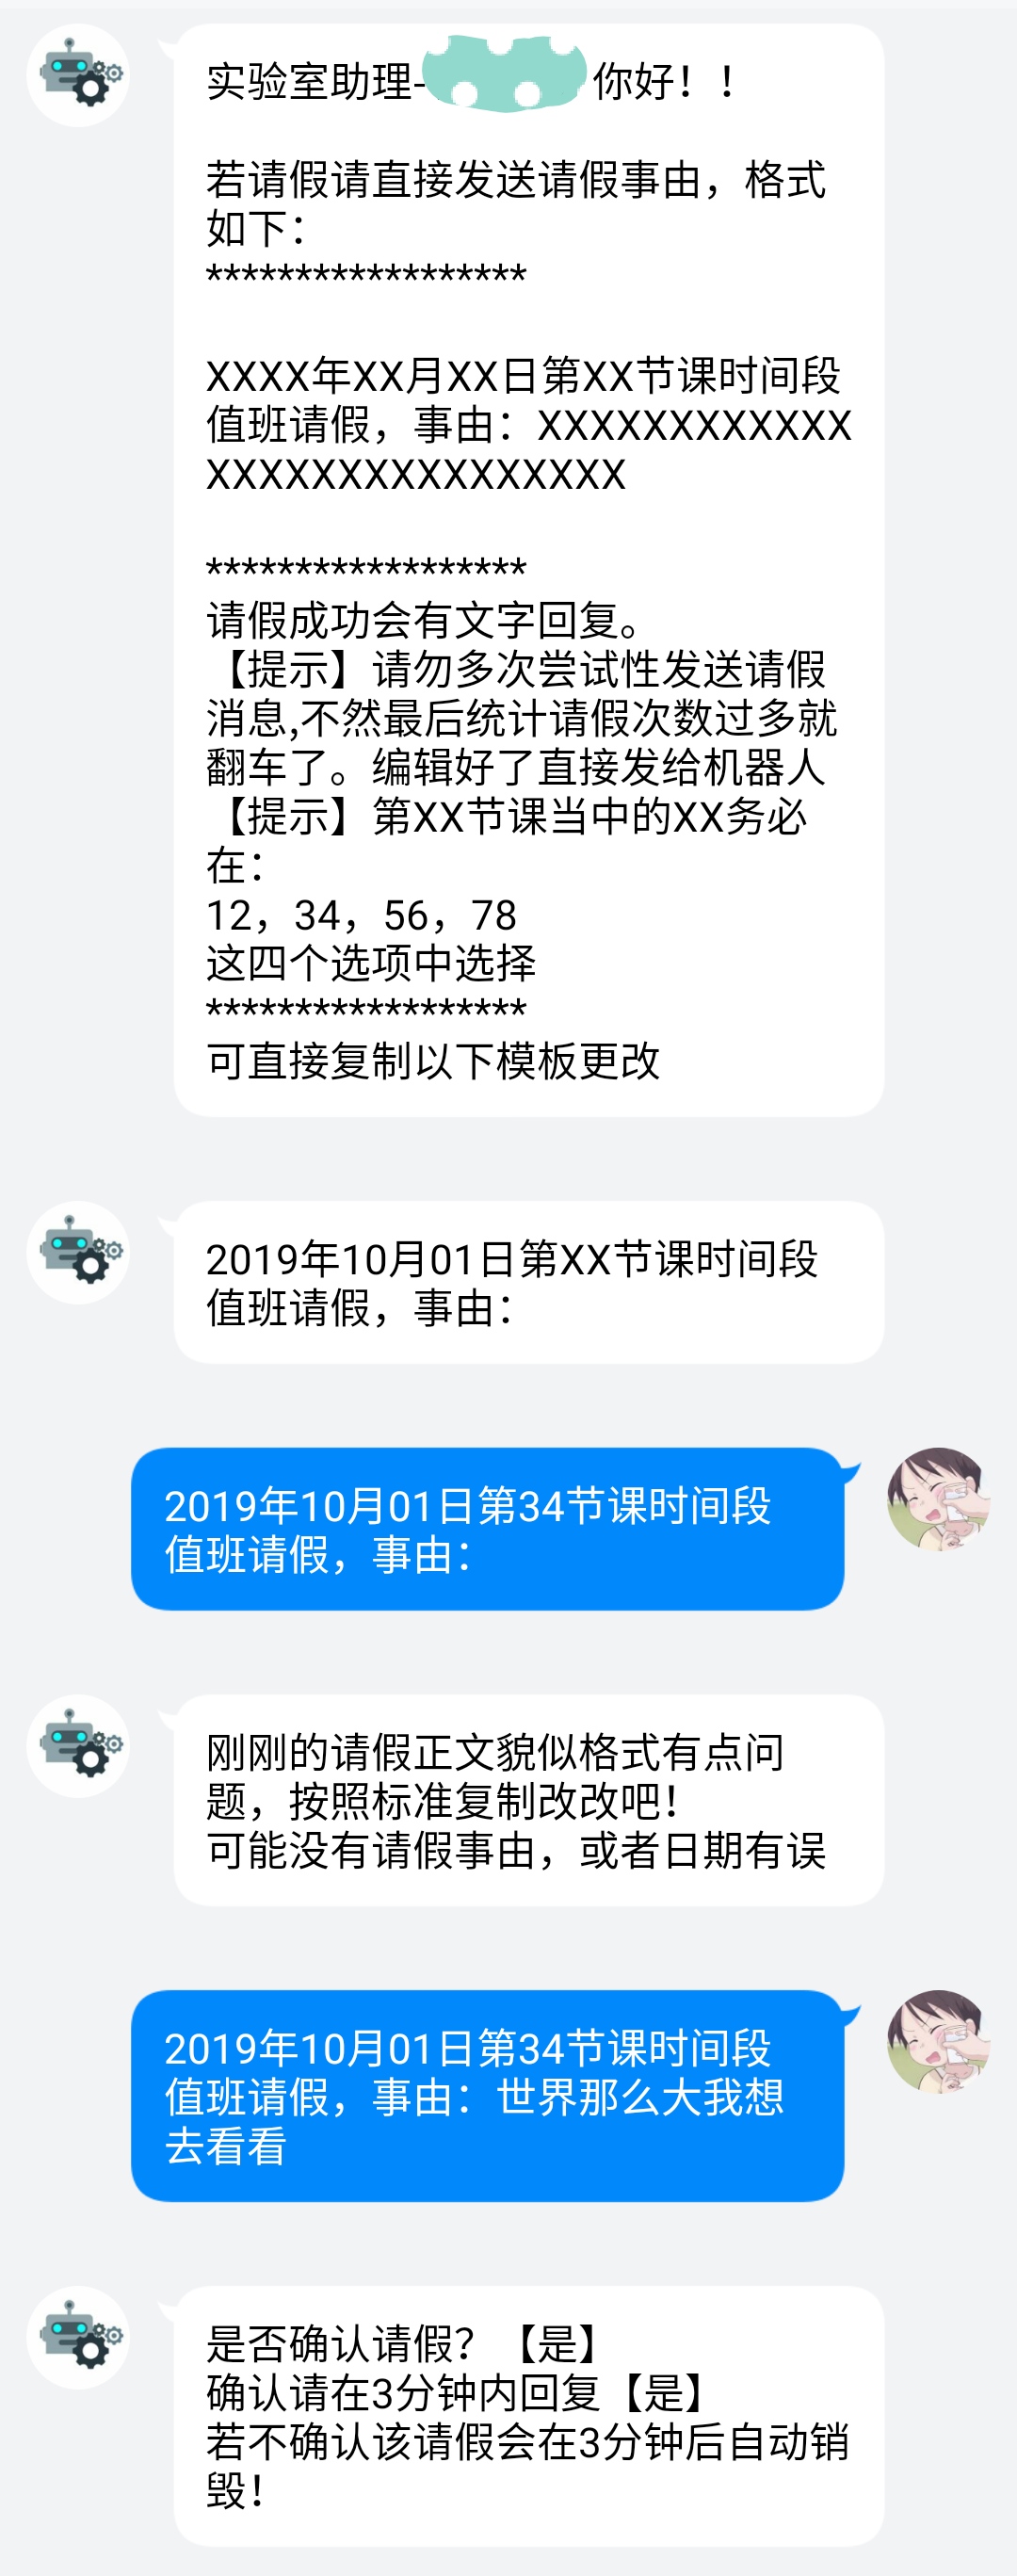 实验室助理-
你好！！
若请假请直接发送请假事由，格式
如下：
******************
XXXX年XX月XX日第XX节课时间段
值班请假，事由：XXXXXXXXXXXX
XXXXXXXXXXXXXXXX
******************
请假成功会有文字回复。
【提示】请勿多次尝试性发送请假
消息,不然最后统计请假次数过多就
翻车了。编辑好了直接发给机器人
【提示】第XX节课当中的XX务必
在：
12，34，56，78
这四个选项中选择
******************
可直接复制以下模板更改
2019年10月01日第XX节课时间段
值班请假，事由：
2019年10月01日第34节课时间段
值班请假，事由：
刚刚的请假正文貌似格式有点问
题，按照标准复制改改吧！
可能没有请假事由，或者日期有误
2019年10月01日第34节课时间段
值班请假，事由：世界那么大我想
去看看
是否确认请假？【是】
确认请在3分钟内回复【是】
若不确认该请假会在3分钟后自动销
毁！